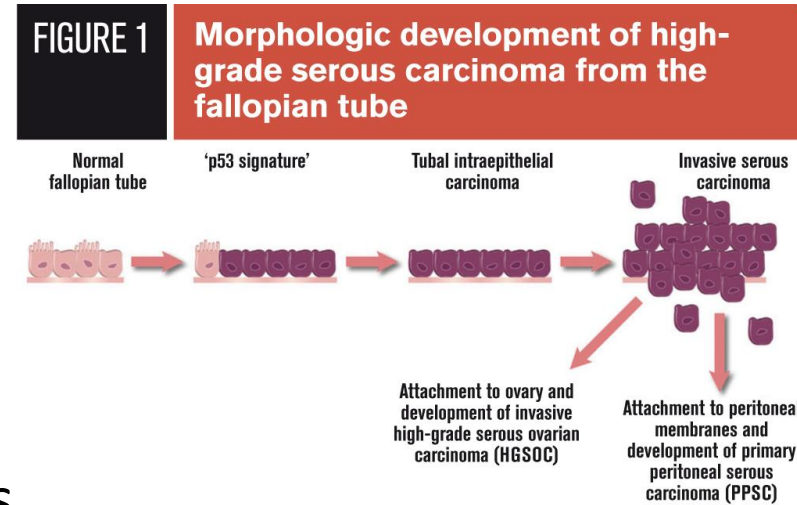 FIGURE 1
Morphologic development of high-
grade serous carcinoma from the
fallopian tube
Normal
fallopian tube
'p53 signature'
Tubal intraepithelial
carcinoma
Invasive serous
carcinoma
Attachment to ovary and
development of invasive
high-grade serous ovarian
carcinoma (HGSOC)
Attachment to peritoneal
membranes and
development of primary
peritoneal serous
carcinoma (PPSC)
s